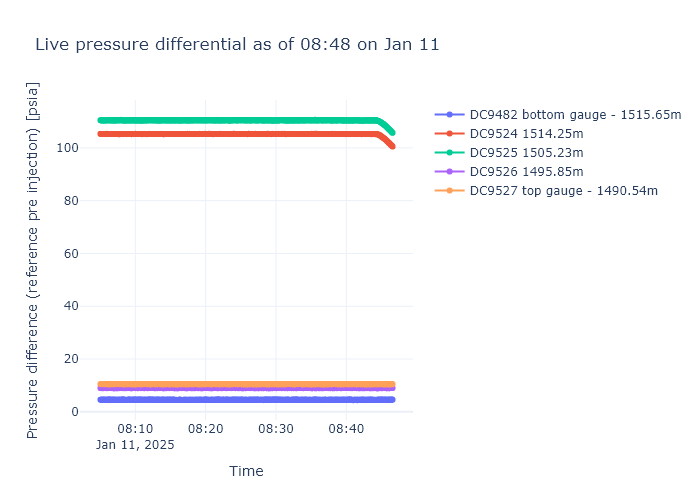 Live pressure differential as of 08:48 on Jan 11
Pressure difference (reference pre injection) [psia]
100
80
60
40
20
0
08:10
08:20
08:30
08:40
Jan 11, 2025
Time
DC9482 bottom gauge - 1515.65m
DC9524 1514.25m
DC9525 1505.23m
DC9526 1495.85m
DC9527 top gauge - 1490.54m